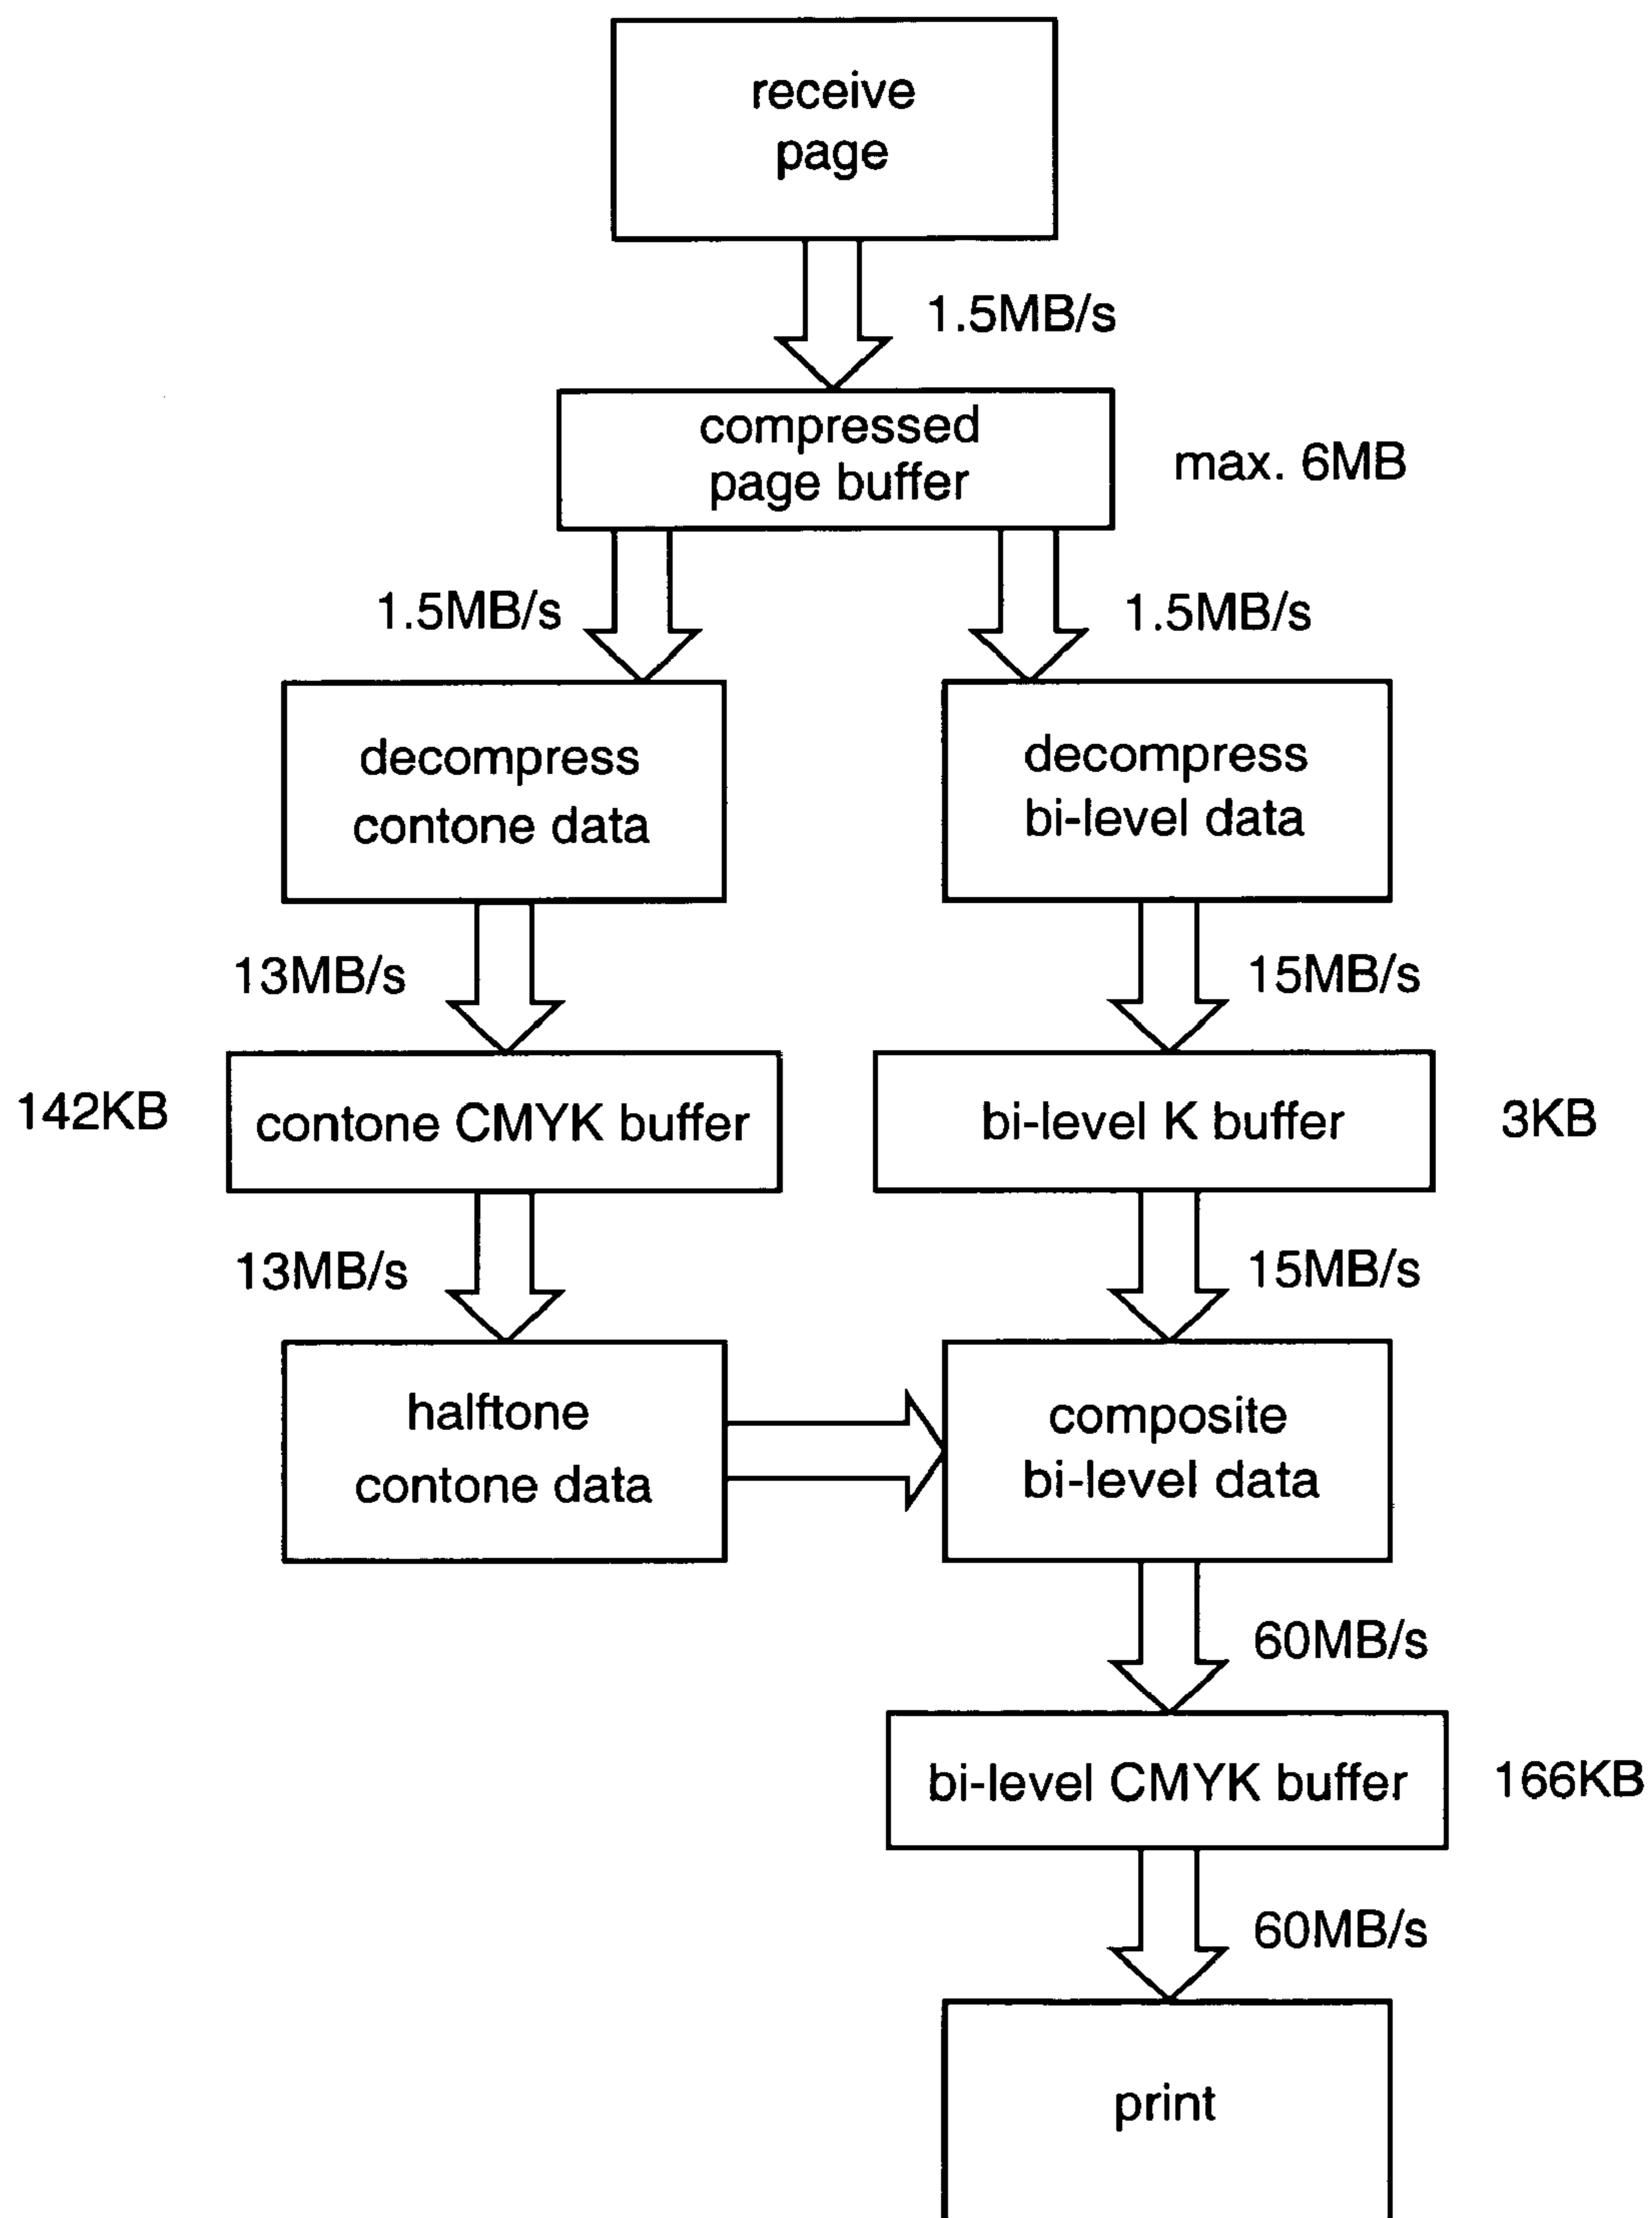 receive
page
1.5MB/s
compressed
page buffer
max. 6MB
1.5MB/s
1.5MB/s
decompress
contone data
decompress
bi-level data
13MB/s
15MB/s
142KB
contone CMYK buffer
bi-level K buffer
3KB
13MB/s
15MB/s
halftone
contone data
composite
bi-level data
60MB/s
bi-level CMYK buffer
166KB
60MB/s
print